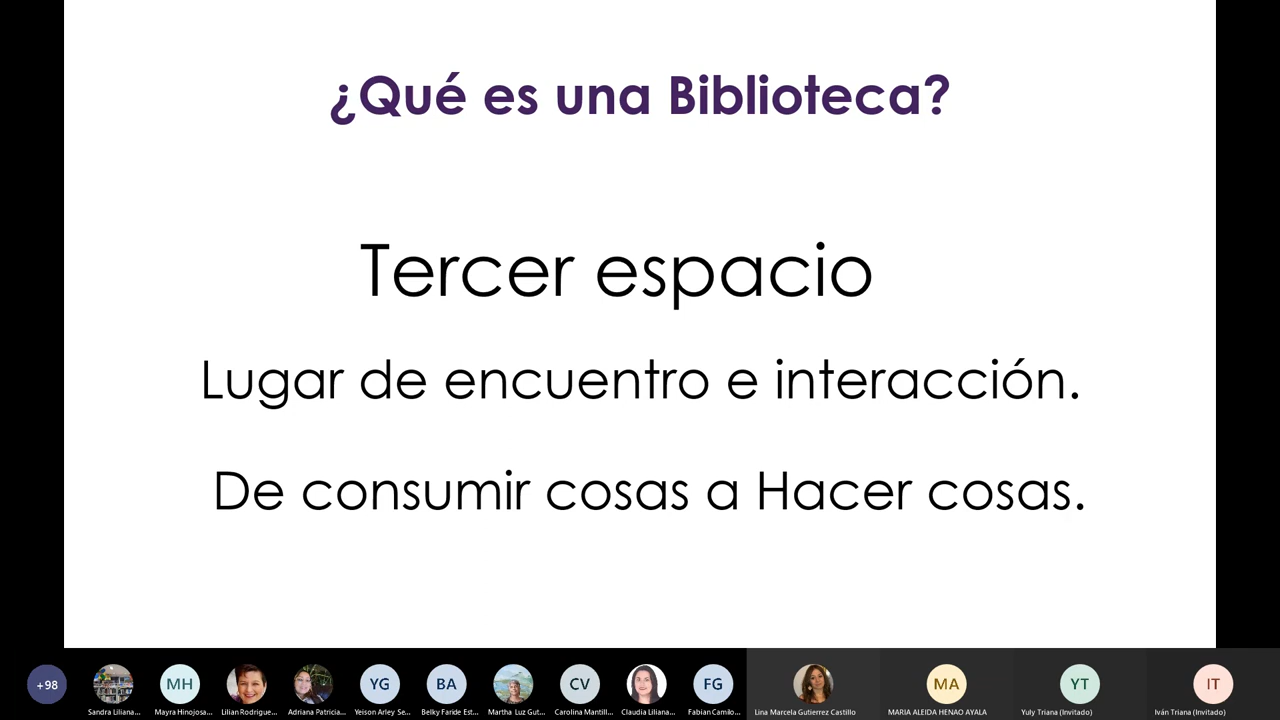 ¿Qué es una Biblioteca?
Tercer espacio
Lugar de encuentro e interacción.
De consumir cosas a Hacer cosas.
+98
MH
YG
BA
CV
FG
MA
YT
IT
Sandra Liliana...
Mayra Hinojosa...
Lilian Rodrigue...
Adriana Patricia...
Yeison Arley Se...
Belky Faride Est...
Martha Luz Gut...
Carolina Mantill...
Claudia Liliana...
Fabian Camilo...
Lina Marcela Gutierrez Castillo
MARIA ALEIDA HENAO AYALA
Yuly Triana (Invitado)
Iván Triana (Invitado)